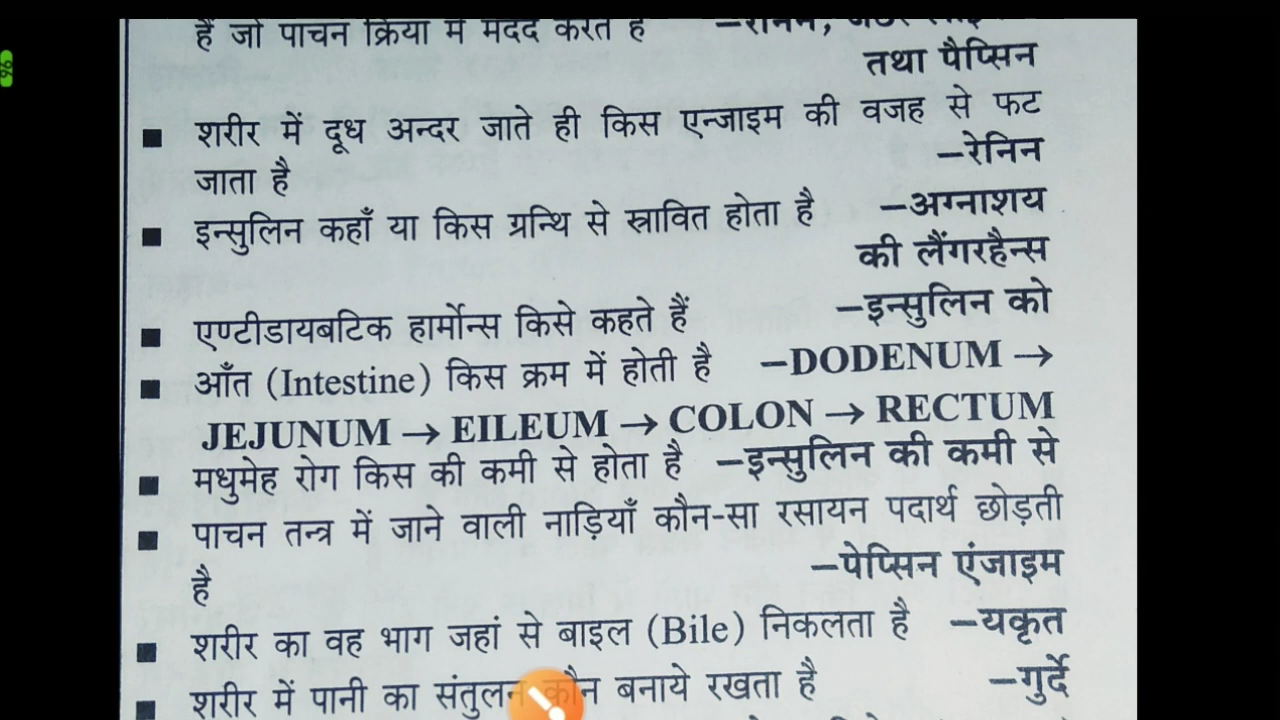 हैं जो पाचन क्रिया में मदद करते हैं
तथा पैप्सिन
■ शरीर में दूध अन्दर जाते ही किस एन्जाइम की वजह से फट
जाता है –रेनिन
■ इन्सुलिन कहाँ या किस ग्रन्थि से स्रावित होता है –अग्नाशय
की लैंगरहैन्स
■ एण्टीडायबटिक हार्मोन्स किसे कहते हैं –इन्सुलिन को
■ आँत (Intestine) किस क्रम में होती है –DODENUM →
JEJUNUM → EILEUM → COLON → RECTUM
■ मधुमेह रोग किस की कमी से होता है –इन्सुलिन की कमी से
■ पाचन तन्त्र में जाने वाली नाड़ियाँ कौन-सा रसायन पदार्थ छोड़ती
है –पेप्सिन एंजाइम
■ शरीर का वह भाग जहां से बाइल (Bile) निकलता है –यकृत
■ शरीर में पानी का संतुलन कौन बनाये रखता है –गुर्दे